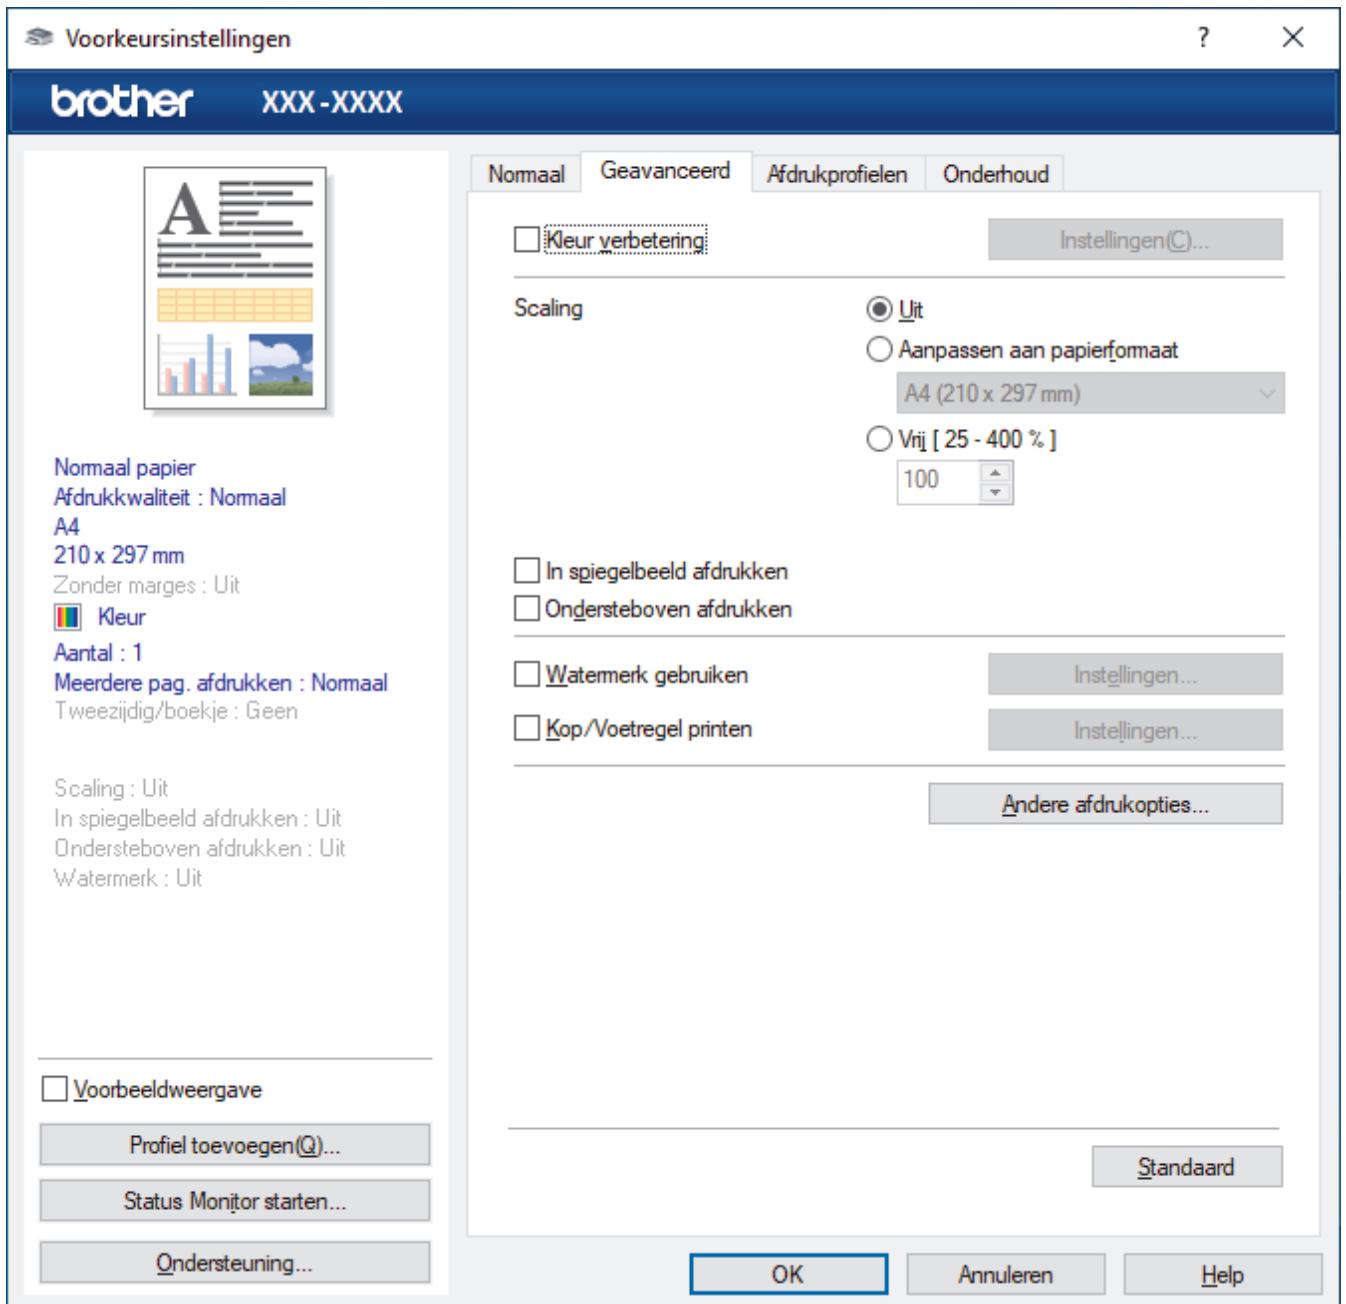 Voorkeursinstellingen
?
brother XXX-XXXX
A
Normaal papier
Afdrukkwaliteit : Normaal
A4
210 x 297 mm
Zonder marges : Uit
Kleur
Aantal : 1
Meerdere pag. afdrukken : Normaal
Tweezijdig/boekje : Geen
Scaling : Uit
In spiegelbeeld afdrukken : Uit
Ondersteboven afdrukken : Uit
Watermerk : Uit
Voorbeeldweergave
Profiel toevoegen(Q)...
Status Monitor starten...
Ondersteuning...
Normaal Geavanceerd Afdrukprofielen Onderhoud
Kleur verbetering Instellingen(C)...
Scaling Uit
Aanpassen aan papierformaat
A4 (210 x 297 mm)
Vrij [ 25 - 400 % ]
100
In spiegelbeeld afdrukken
Ondersteboven afdrukken
Watermerk gebruiken Instellingen...
Kop/Voetregel printen Instellingen...
Andere afdrukopties...
Standaard
OK Annuleren Help